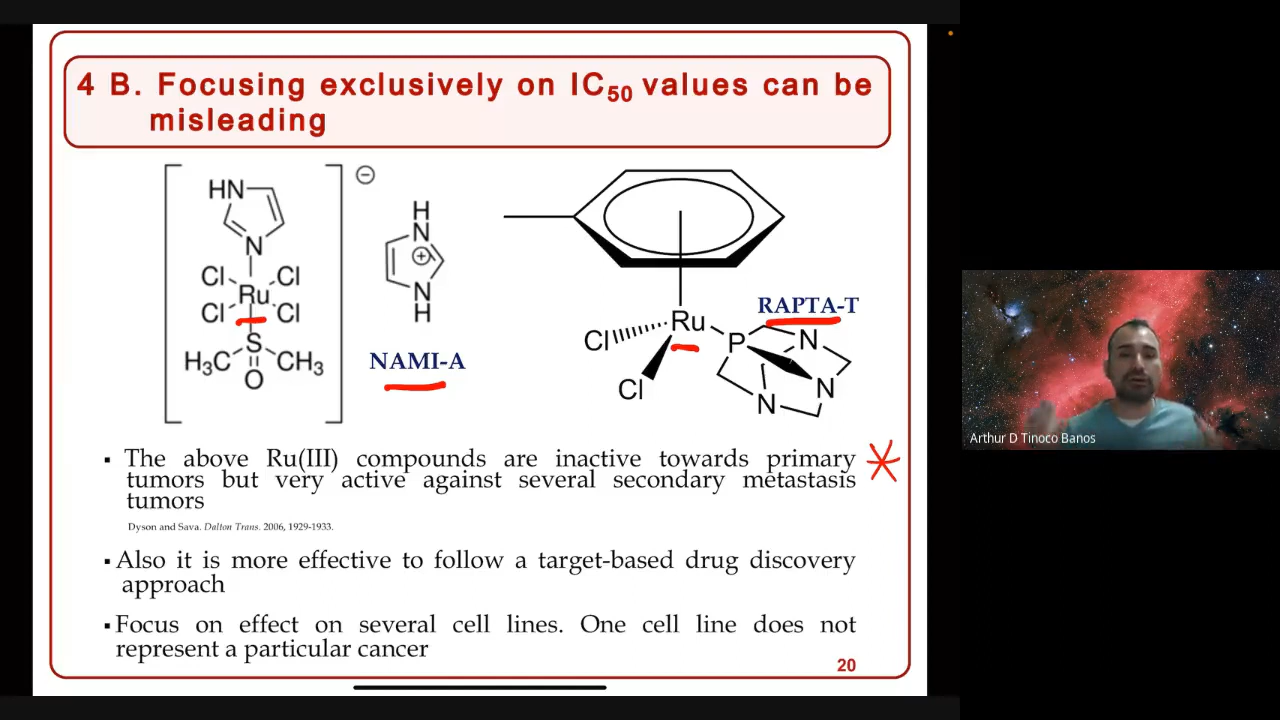 4 B. Focusing exclusively on IC50 values can be
misleading
HN
N
Cl Cl
Ru
Cl Cl
S
H3C CH3
O
H
N
N
H
NAMI-A
Ru
RAPTA-T
Cl
P
N
Cl
N
N
▪ The above Ru(III) compounds are inactive towards primary
tumors but very active against several secondary metastasis
tumors
Dyson and Sava. Dalton Trans. 2006, 1929-1933.
▪ Also it is more effective to follow a target-based drug discovery
approach
▪ Focus on effect on several cell lines. One cell line does not
represent a particular cancer
20
Arthur D Tinoco Banos